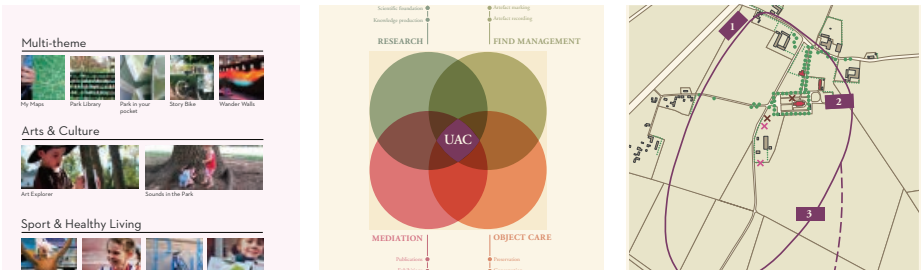 Multi-theme
My Maps
Park Library
Park in your
pocket
Story Bike
Wander Walls
Arts & Culture
Art Explorer
Sounds in the Park
Sport & Healthy Living
Scientific foundation
Knowledge production
Artefact marking
Artefact recording
RESEARCH
FIND MANAGEMENT
UAC
MEDIATION
OBJECT CARE
Publications
Preservation
1
2
3